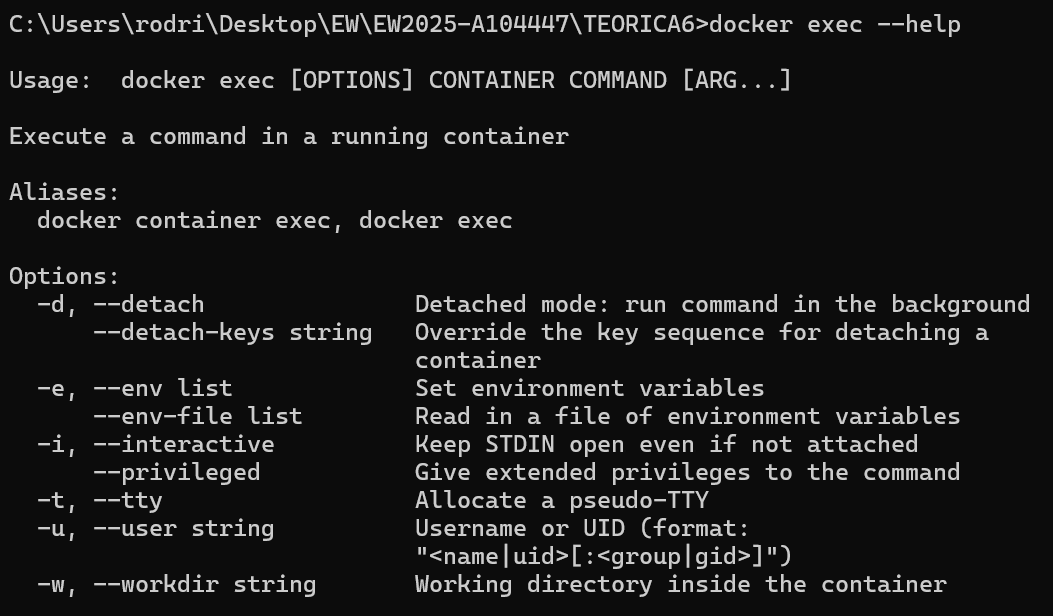 C:\Users\rodri\Desktop\EW\EW2025-A104447\TEORICA6>docker exec --help

Usage:  docker exec [OPTIONS] CONTAINER COMMAND [ARG...]

Execute a command in a running container

Aliases:
  docker container exec, docker exec

Options:
  -d, --detach               Detached mode: run command in the background
      --detach-keys string   Override the key sequence for detaching a
                             container
  -e, --env list             Set environment variables
      --env-file list        Read in a file of environment variables
  -i, --interactive          Keep STDIN open even if not attached
      --privileged           Give extended privileges to the command
  -t, --tty                  Allocate a pseudo-TTY
  -u, --user string          Username or UID (format:
                             "<name|uid>[:<group|gid>]")
  -w, --workdir string       Working directory inside the container